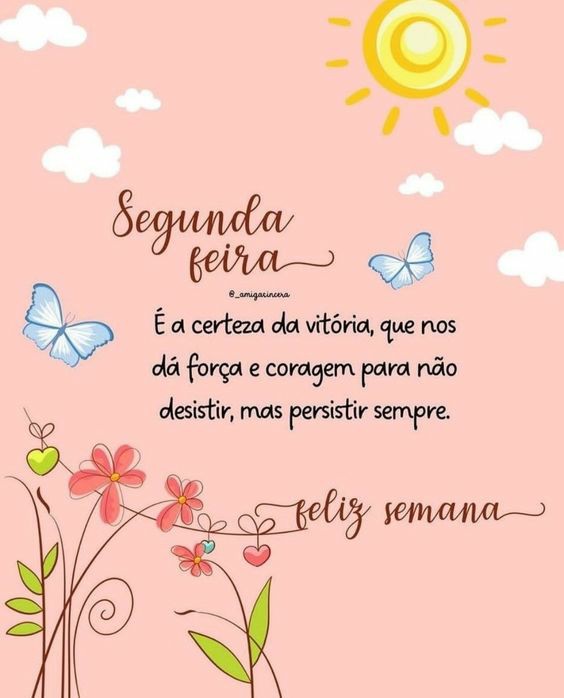 Segunda
feira
@_amigacincera
É a certeza da vitória, que nos
dá força e coragem para não
desistir, mas persistir sempre.
feliz semana